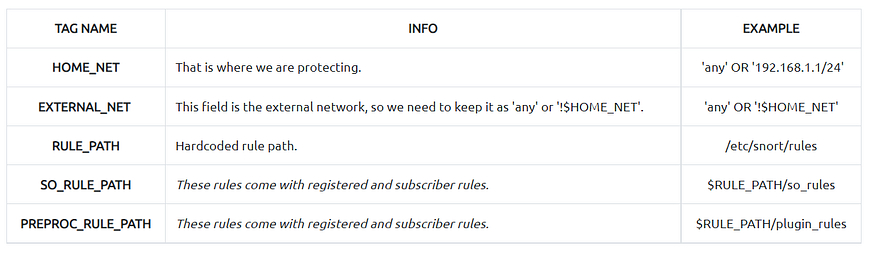 TAG NAME INFO EXAMPLE
HOME_NET That is where we are protecting. 'any' OR '192.168.1.1/24'
EXTERNAL_NET This field is the external network, so we need to keep it as 'any' or '!$HOME_NET'. 'any' OR '!$HOME_NET'
RULE_PATH Hardcoded rule path. /etc/snort/rules
SO_RULE_PATH These rules come with registered and subscriber rules. $RULE_PATH/so_rules
PREPROC_RULE_PATH These rules come with registered and subscriber rules. $RULE_PATH/plugin_rules